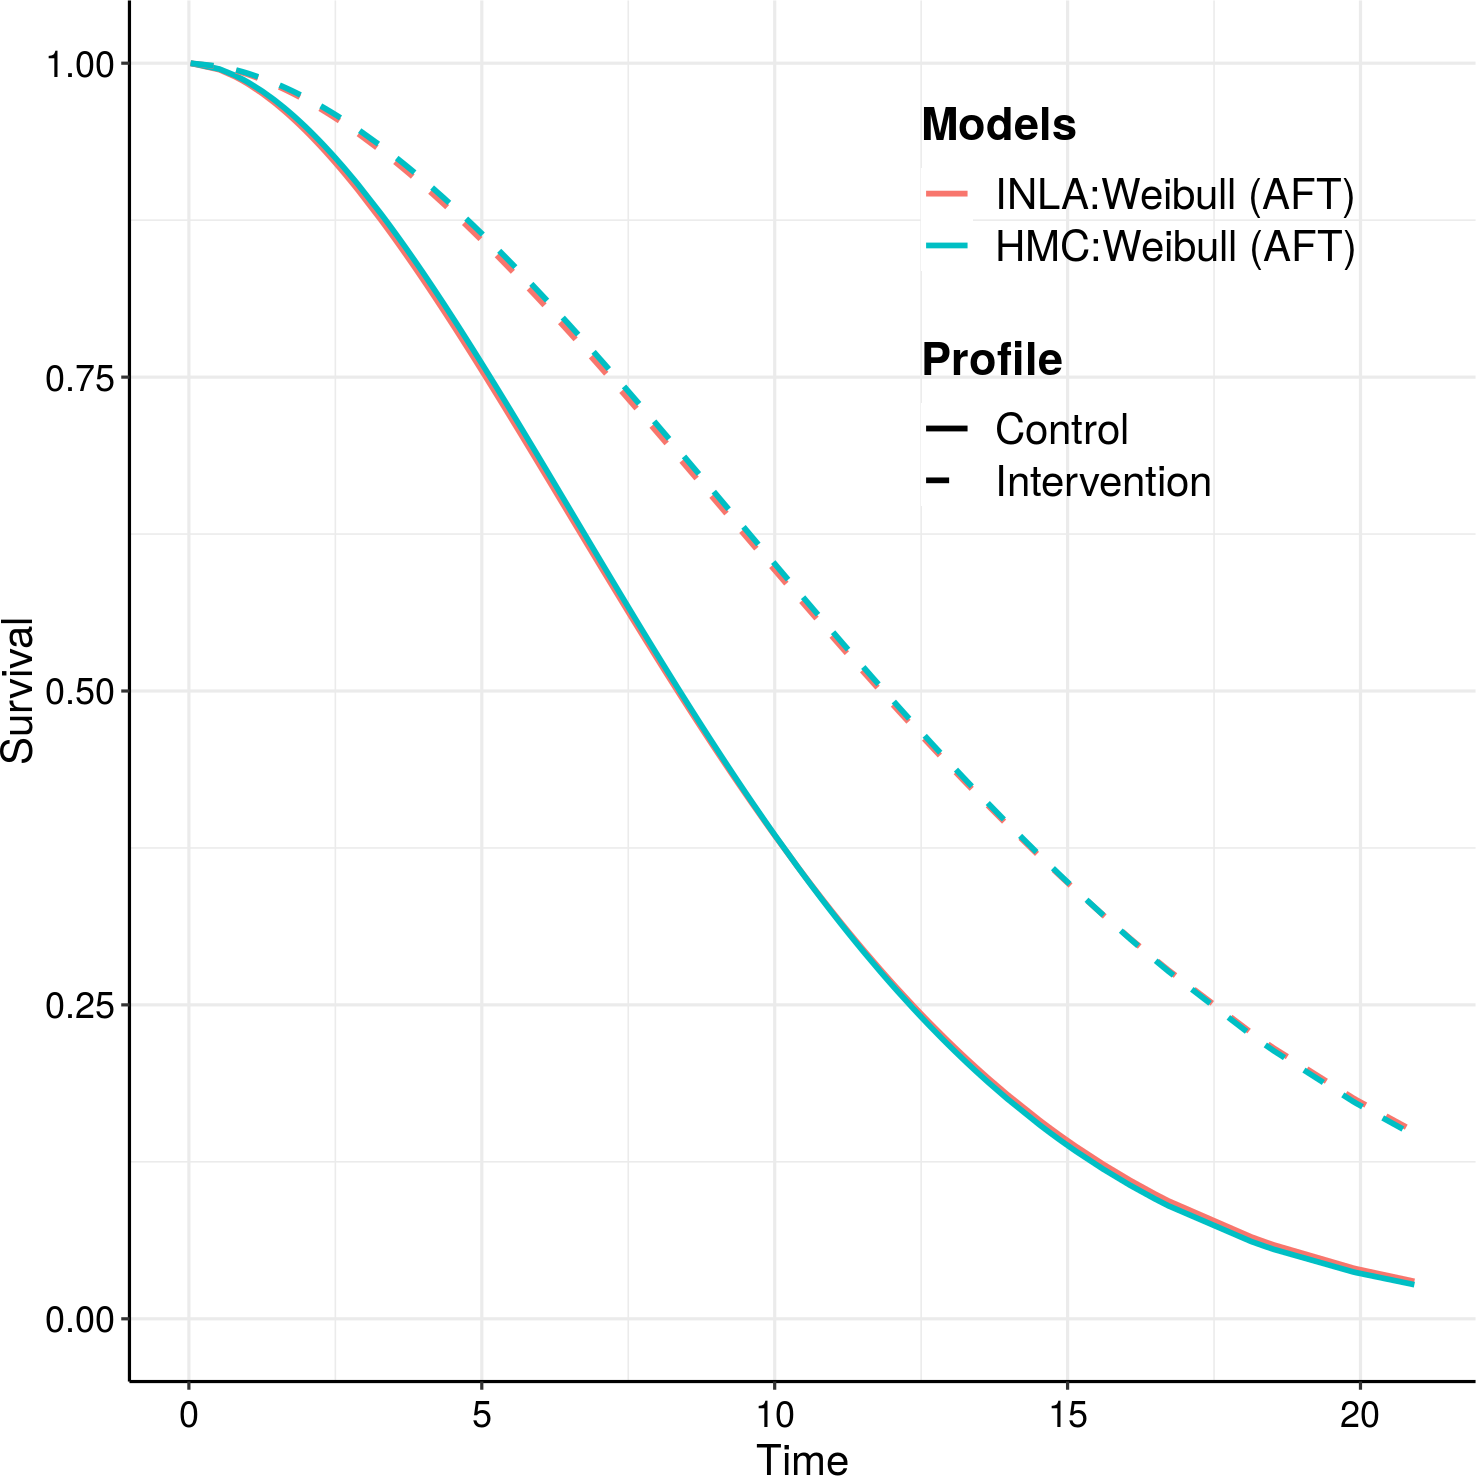 Models
INLA:Weibull (AFT)
HMC:Weibull (AFT)
Profile
Control
Intervention
1.00
0.75
0.50
0.25
0.00
Survival
0 5 10 15 20
Time